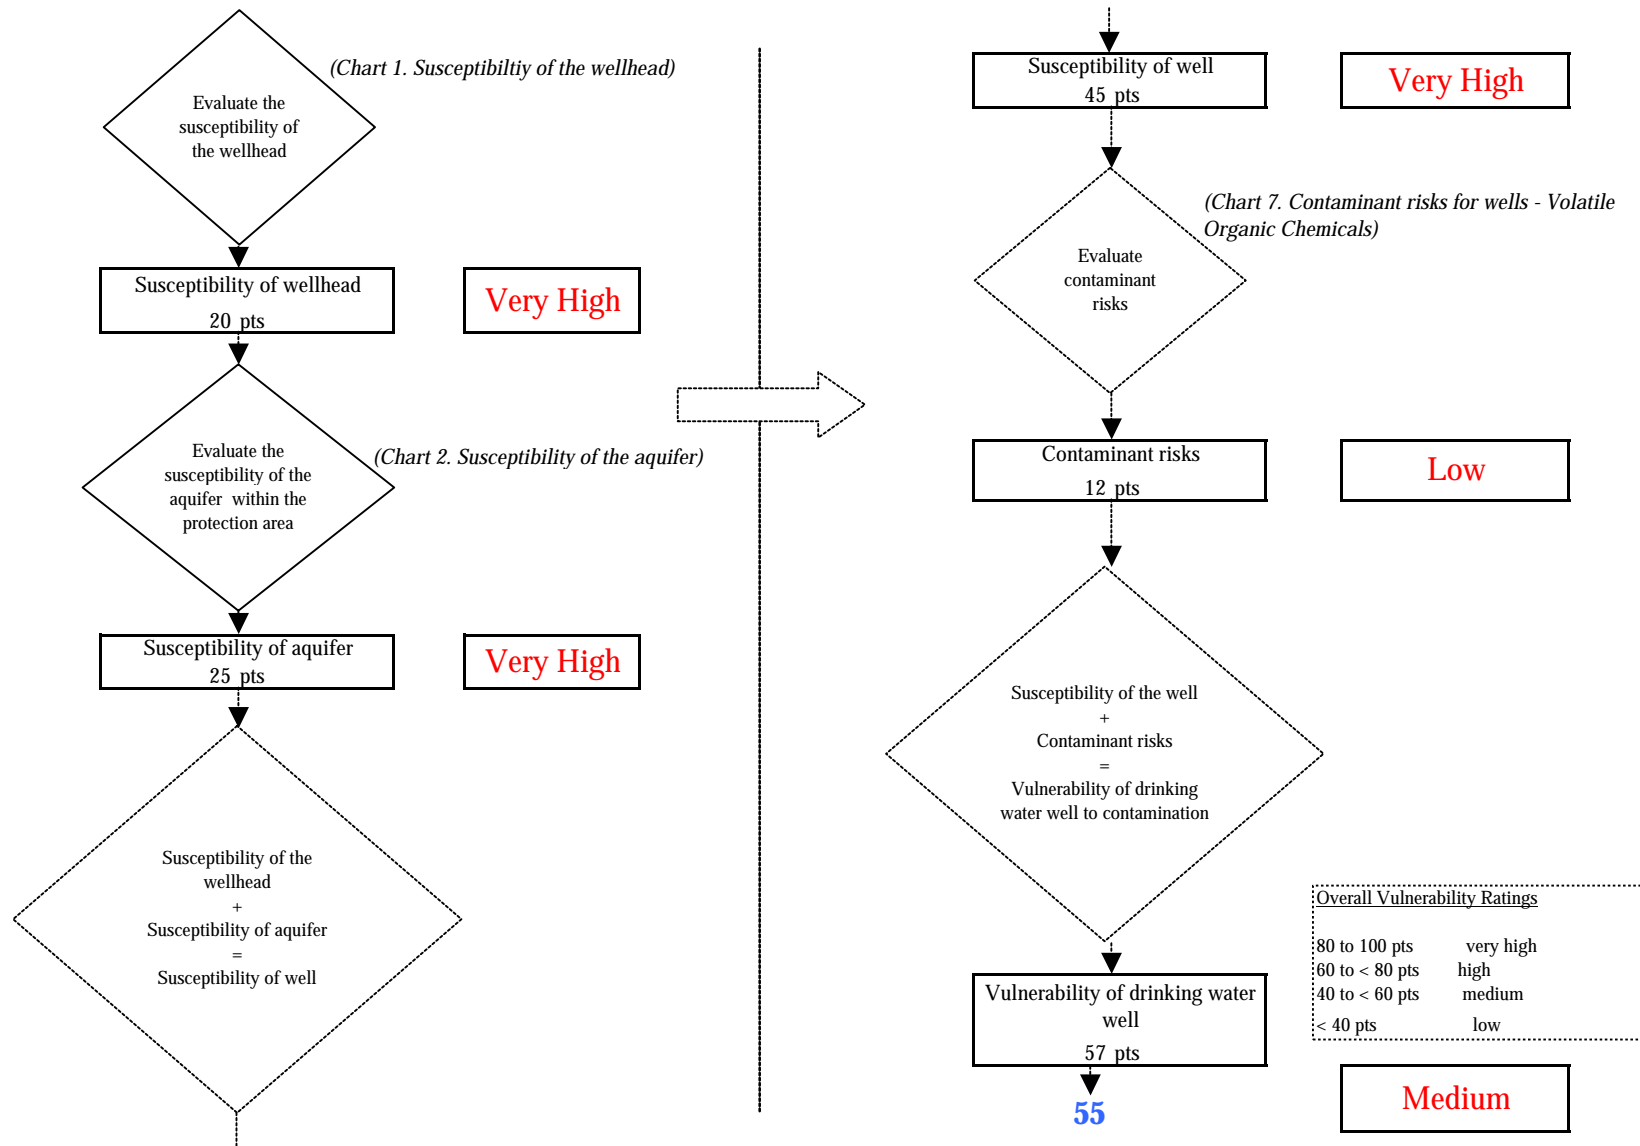 (Chart 1. Susceptibiltiy of the wellhead)
Evaluate the
susceptibility of
the wellhead
Susceptibility of wellhead
20 pts
Very High
Evaluate the
susceptibility of the
aquifer within the
protection area
(Chart 2. Susceptibility of the aquifer)
Susceptibility of aquifer
25 pts
Very High
Susceptibility of the
wellhead
+
Susceptibility of aquifer
=
Susceptibility of well
Susceptibility of well
45 pts
Very High
(Chart 7. Contaminant risks for wells - Volatile
Organic Chemicals)
Evaluate
contaminant
risks
Contaminant risks
12 pts
Low
Susceptibility of the well
+
Contaminant risks
=
Vulnerability of drinking
water well to contamination
Overall Vulnerability Ratings
80 to 100 pts very high
60 to < 80 pts high
40 to < 60 pts medium
< 40 pts low
Vulnerability of drinking water
well
57 pts
55
Medium